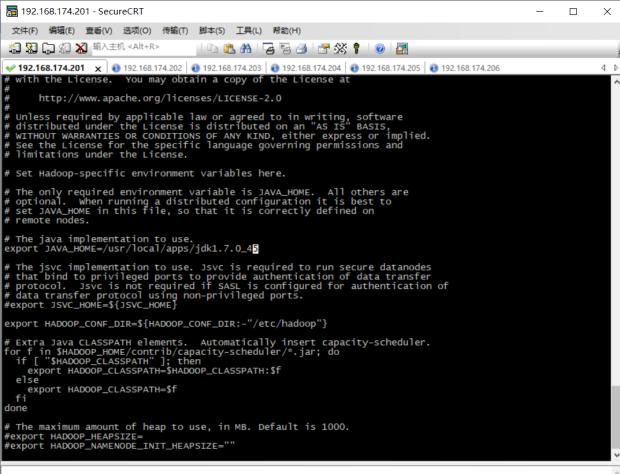 192.168.174.201 - SecureCRT
文件(F) 编辑(E) 查看(V) 选项(O) 传输(T) 脚本(S) 工具(L) 帮助(H)
输入主机 <Alt+R>
192.168.174.201 192.168.174.202 192.168.174.203 192.168.174.204 192.168.174.205 192.168.174.206
# with the License.  You may obtain a copy of the License at
#
#     http://www.apache.org/licenses/LICENSE-2.0
#
# Unless required by applicable law or agreed to in writing, software
# distributed under the License is distributed on an "AS IS" BASIS,
# WITHOUT WARRANTIES OR CONDITIONS OF ANY KIND, either express or implied.
# See the License for the specific language governing permissions and
# limitations under the License.
# Set Hadoop-specific environment variables here.
# The only required environment variable is JAVA_HOME.  All others are
# optional.  When running a distributed configuration it is best to
# set JAVA_HOME in this file, so that it is correctly defined on
# remote nodes.
# The java implementation to use.
export JAVA_HOME=/usr/local/apps/jdk1.7.0_45
# The jsvc implementation to use. Jsvc is required to run secure datanodes
# that bind to privileged ports to provide authentication of data transfer
# protocol.  Jsvc is not required if SASL is configured for authentication of
# data transfer protocol using non-privileged ports.
#export JSVC_HOME=${JSVC_HOME}
export HADOOP_CONF_DIR=${HADOOP_CONF_DIR:-"/etc/hadoop"}
# Extra Java CLASSPATH elements.  Automatically insert capacity-scheduler.
for f in $HADOOP_HOME/contrib/capacity-scheduler/*.jar; do
  if [ "$HADOOP_CLASSPATH" ]; then
    export HADOOP_CLASSPATH=$HADOOP_CLASSPATH:$f
  else
    export HADOOP_CLASSPATH=$f
  fi
done
# The maximum amount of heap to use, in MB. Default is 1000.
#export HADOOP_HEAPSIZE=
#export HADOOP_NAMENODE_INIT_HEAPSIZE=""